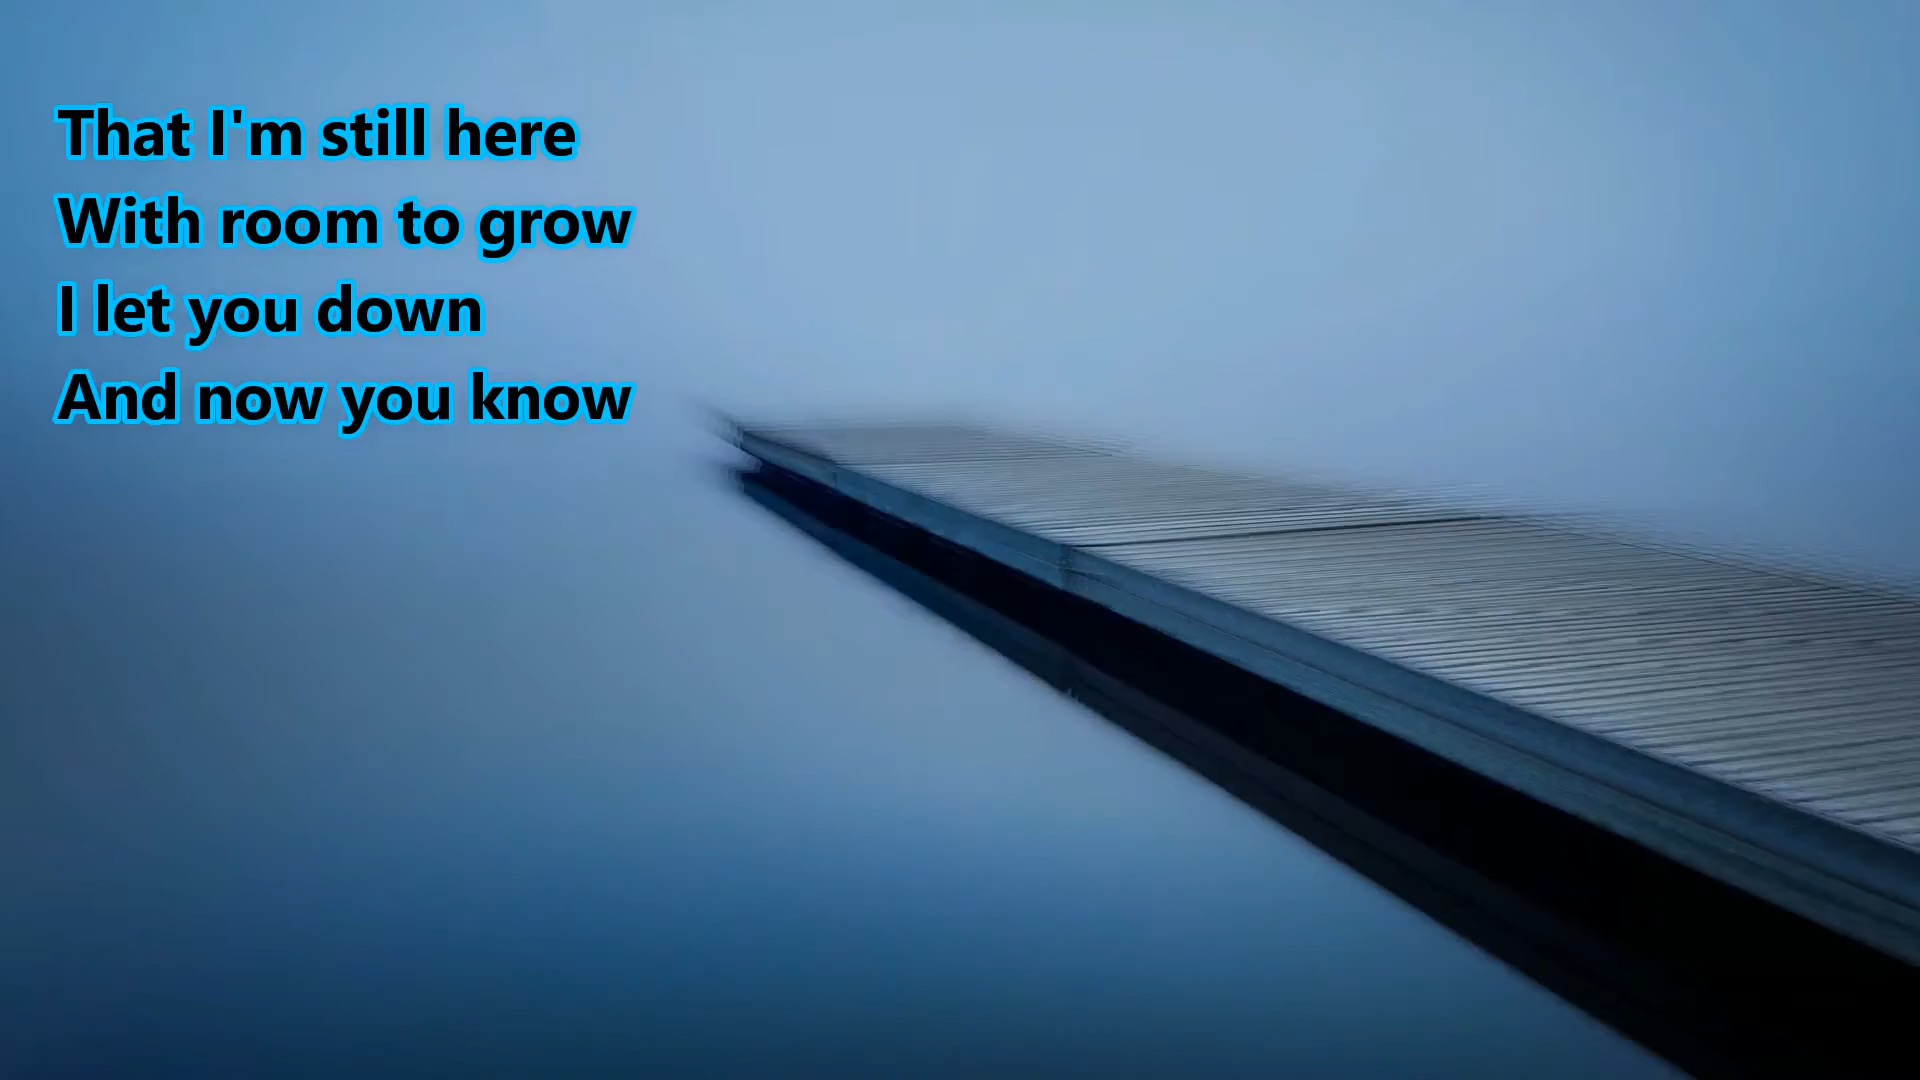 That I'm still here
With room to grow
I let you down
And now you know